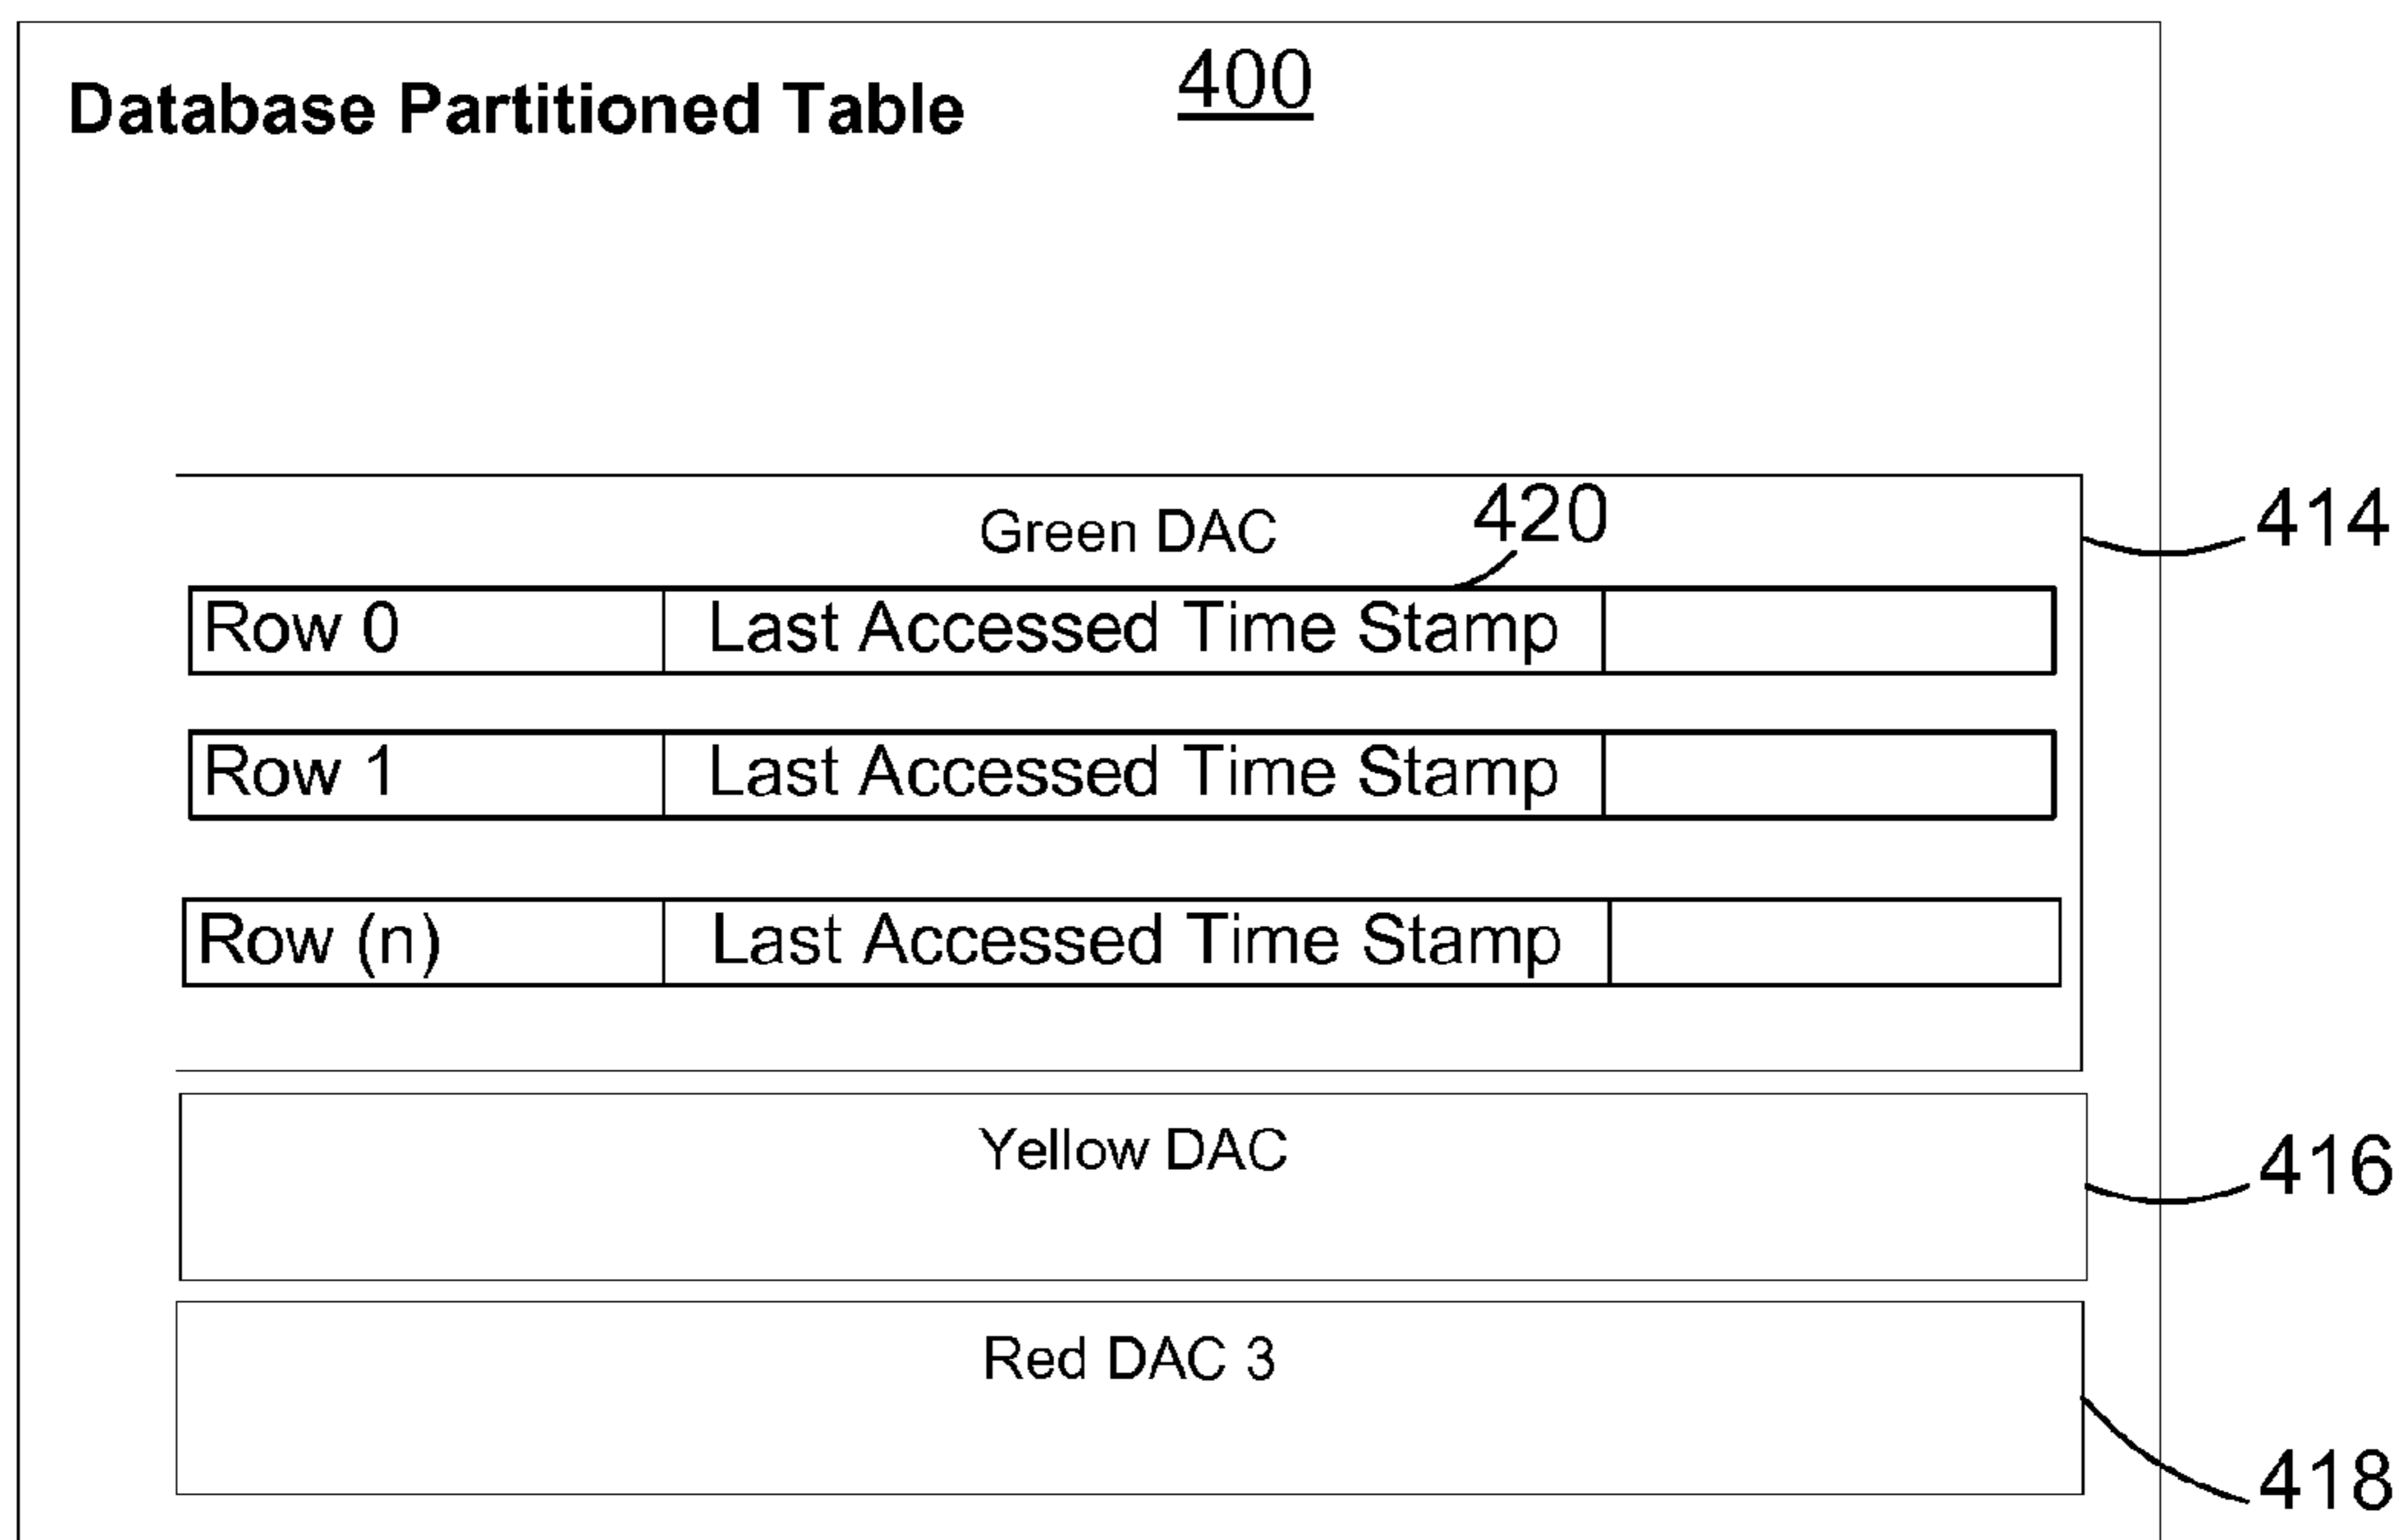 Database Partitioned Table 400
Green DAC 420 414
Row 0 Last Accessed Time Stamp
Row 1 Last Accessed Time Stamp
Row (n) Last Accessed Time Stamp
Yellow DAC 416
Red DAC 3
418